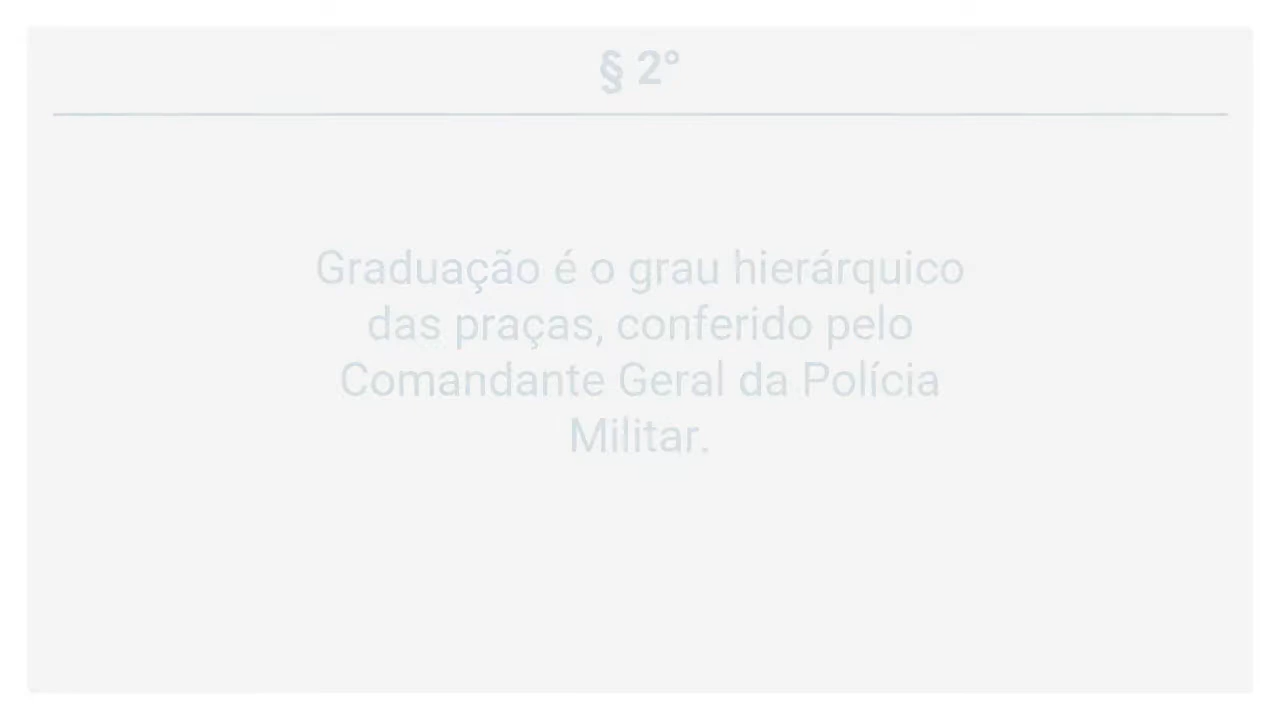 § 2°
Graduação é o grau hierárquico
das praças, conferido pelo
Comandante Geral da Polícia
Militar.